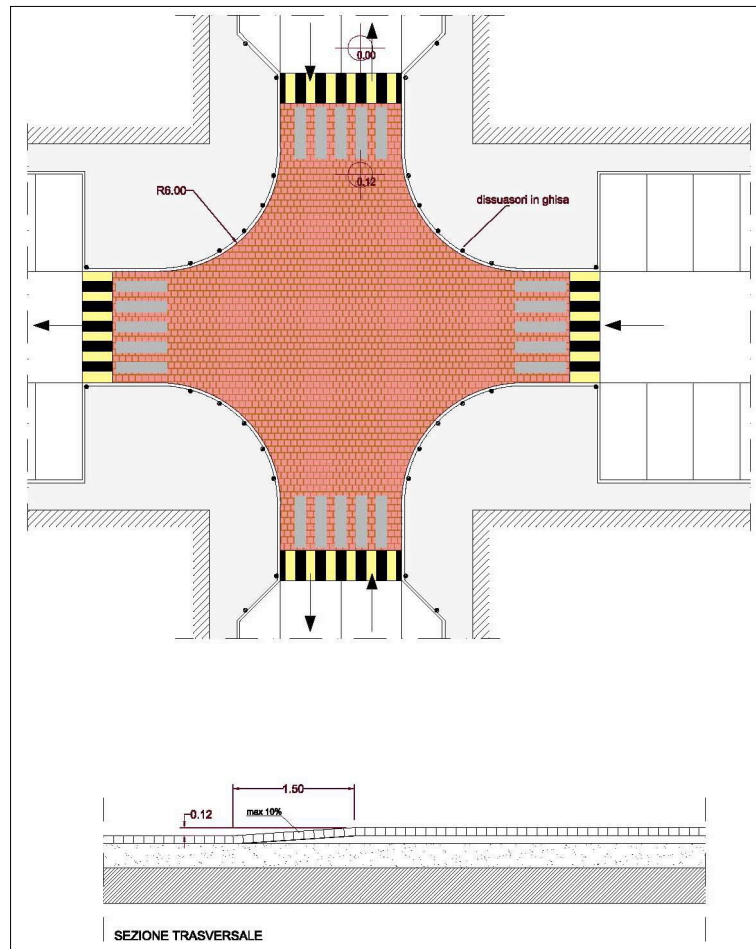 0.00
0.12
R6.00
dissuasori in ghisa
1.50
0.12
max 10%
SEZIONE TRASVERSALE